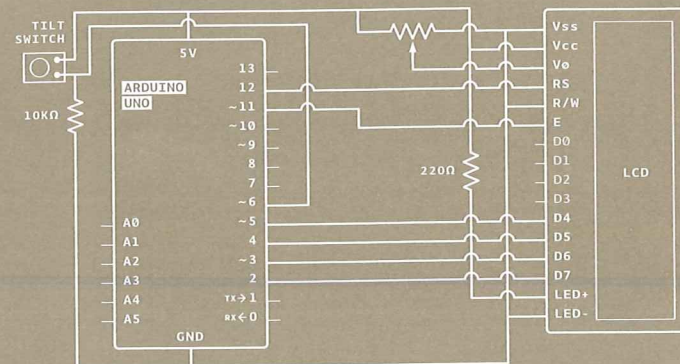 TILT
SWITCH
10KΩ
5V
ARDUINO
UNO
13
12
~11
~10
~9
8
7
~6
~5
4
~3
2
TX→1
RX←0
A0
A1
A2
A3
A4
A5
GND
220Ω
Vss
Vcc
Vø
RS
R/W
E
D0
D1
D2
D3
D4
D5
D6
D7
LED+
LED-
LCD